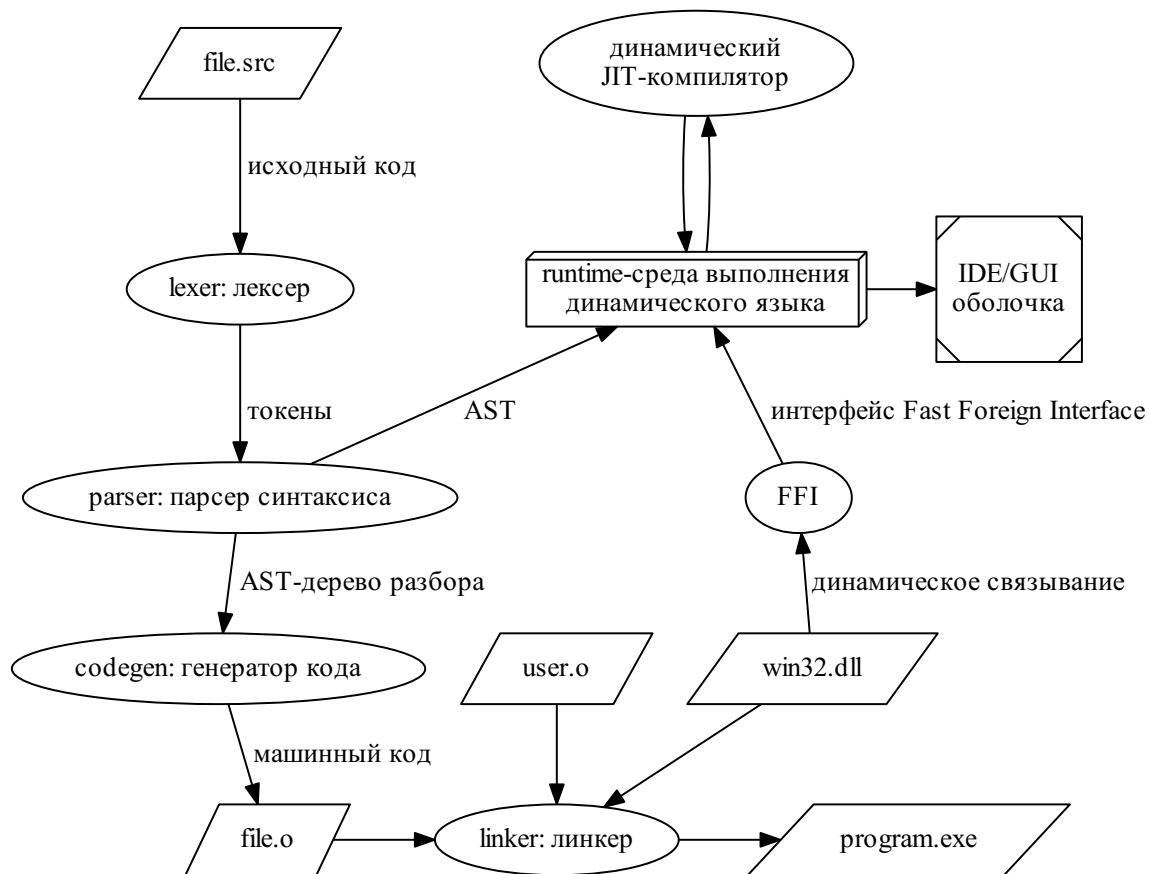 file.src
динамический
JIT-компилятор
исходный код
lexer: лексер
runtime-среда выполнения
динамического языка
IDE/GUI
оболочка
токены
AST
интерфейс Fast Foreign Interface
parser: парсер синтаксиса
FFI
AST-дерево разбора
динамическое связывание
codegen: генератор кода
user.o
win32.dll
машинный код
file.o
linker: линкер
program.exe